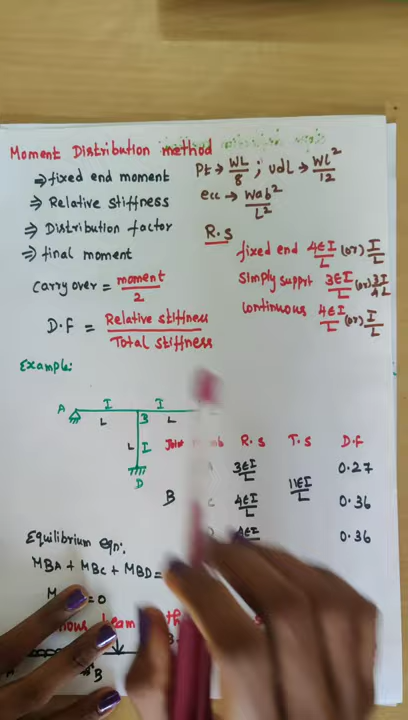 Moment Distribution method
⇒ fixed end moment
⇒ Relative stiffness
⇒ Distribution factor
⇒ final moment
Pt → WL/8 ; udl → Wl²/12
ecc → Wab²/L²
R.S
fixed end 4EI/L (or) I/L
Simply supprt 3EI/L (or) 3I/4L
Continuous 4EI/L (or) I/L
Carry over = moment/2
D.F = Relative stiffness/Total stiffness
Example:
A I I
B
L L
L I
D
R.S T.S D.F
3EI/L 0.27
B C 4EI/L 11EI/L 0.36
4EI 0.36
Equilibrium eqn:
MBA + MBC + MBD =
= 0
beam
B